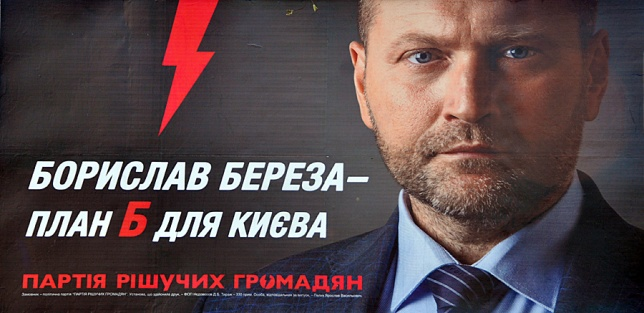 БОРИСЛАВ БЕРЕЗА–
ПЛАН Б ДЛЯ КИЄВА
ПАРТІЯ РІШУЧИХ ГРОМАДЯН